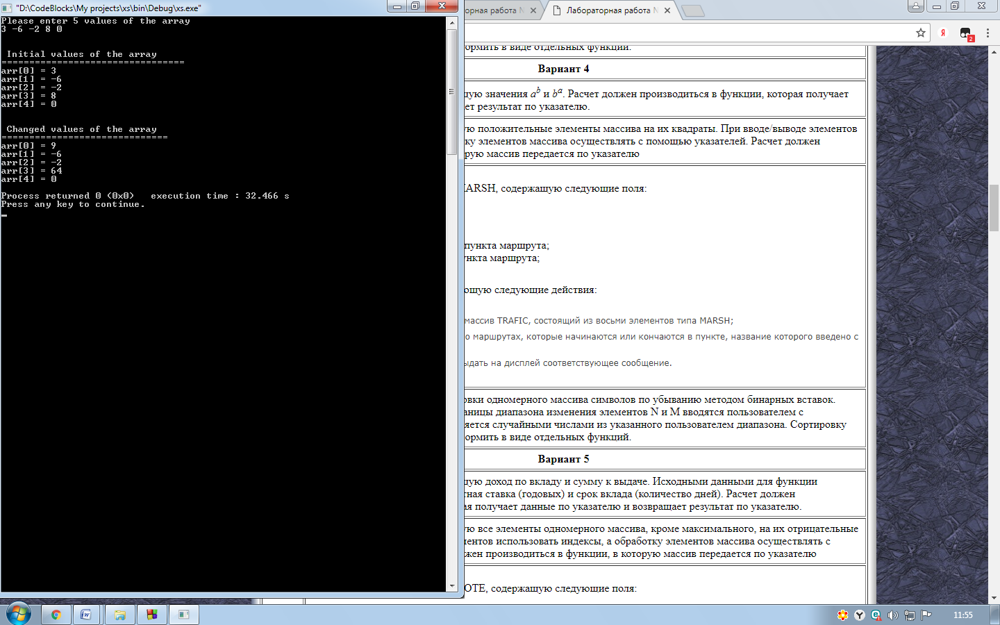 "D:\CodeBlocks\My projects\xs\bin\Debug\xs.exe"
Please enter 5 values of the array
3 -6 -2 8 0
Initial values of the array
=================================
arr[0] = 3
arr[1] = -6
arr[2] = -2
arr[3] = 8
arr[4] = 0
Changed values of the array
==============================
arr[0] = 9
arr[1] = -6
arr[2] = -2
arr[3] = 64
arr[4] = 0
Process returned 0 (0x0)   execution time : 32.466 s
Press any key to continue.
орная работа N
Лабораторная работа N
Я
2
ормить в виде отдельных функции.
Вариант 4
ую значения a^b и b^a. Расчет должен производиться в функции, которая получает
ет результат по указателю.
ую положительные элементы массива на их квадраты. При вводе/выводе элементов
ку элементов массива осуществлять с помощью указателей. Расчет должен
рую массив передается по указателю
MARSH, содержашую следующие поля:
пункта маршрута;
нкта маршрута;
ющую следующие действия:
массив TRAFIC, состоящий из восьми элементов типа MARSH;
о маршрутах, которые начинаются или кончаются в пункте, название которого введено с
ыдать на дисплей соответствующее сообщение.
овки одномерного массива символов по убыванию методом бинарных вставок.
аницы диапазона изменения элементов N и M вводятся пользователем с
яется случайными числами из указанного пользователем диапазона. Сортировку
ормить в виде отдельных функций.
Вариант 5
ую доход по вкладу и сумму к выдаче. Исходными данными для функции
тная ставка (годовых) и срок вклада (количество дней). Расчет должен
ая получает данные по указателю и возвращает результат по указателю.
ую все элементы одномерного массива, кроме максимального, на их отрицательные
ментов использовать индексы, а обработку элементов массива осуществлять с
жен производиться в функции, в которую массив передается по указателю
OTE, содержашую следующие поля:
11:55